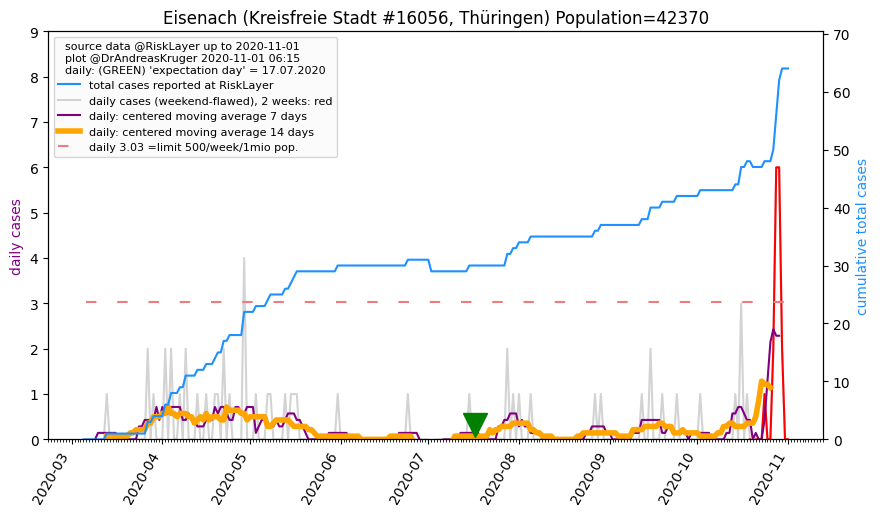 Eisenach (Kreisfreie Stadt #16056, Thüringen) Population=42370
source data @RiskLayer up to 2020-11-01
plot @DrAndreasKruger 2020-11-01 06:15
daily: (GREEN) 'expectation day' = 17.07.2020
total cases reported at RiskLayer
daily cases (weekend-flawed), 2 weeks: red
daily: centered moving average 7 days
daily: centered moving average 14 days
daily 3.03 =limit 500/week/1mio pop.
daily cases
9
8
7
6
5
4
3
2
1
0
70
60
50
40
30
20
10
0
cumulative total cases
2020-03
2020-04
2020-05
2020-06
2020-07
2020-8
2020-09
2020-10
2020-11